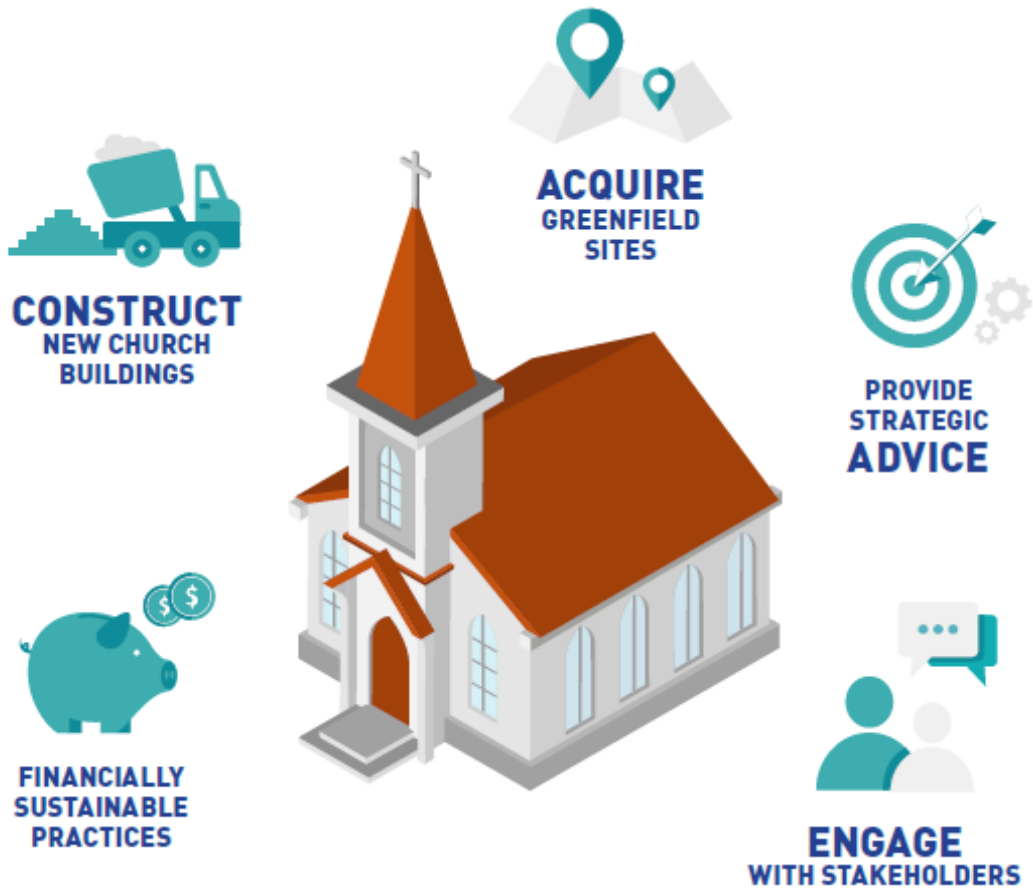 ACQUIRE
GREENFIELD
SITES
CONSTRUCT
NEW CHURCH
BUILDINGS
PROVIDE
STRATEGIC
ADVICE
$ $
FINANCIALLY
SUSTAINABLE
PRACTICES
ENGAGE
WITH STAKEHOLDERS